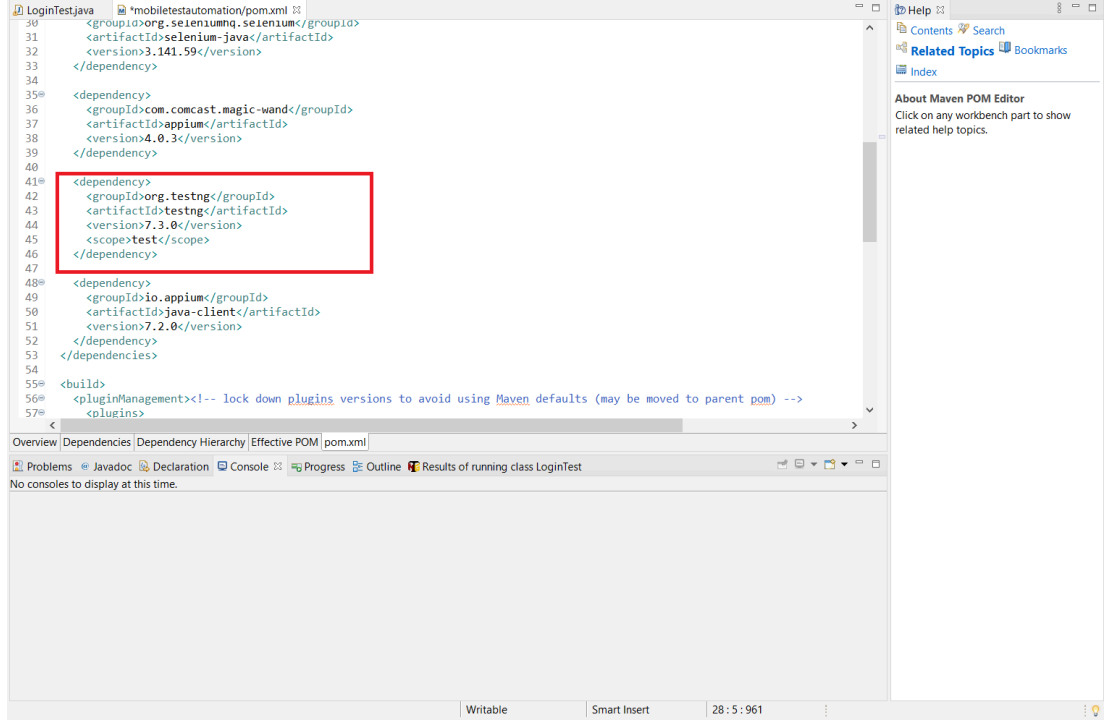 LoginTest.java *mobiletestautomation/pom.xml
30 <groupId>org.seleniumhq.selenium</groupId>
31 <artifactId>selenium-java</artifactId>
32 <version>3.141.59</version>
33 </dependency>
34
35 <dependency>
36 <groupId>com.comcast.magic-wand</groupId>
37 <artifactId>appium</artifactId>
38 <version>4.0.3</version>
39 </dependency>
40
41 <dependency>
42 <groupId>org.testng</groupId>
43 <artifactId>testng</artifactId>
44 <version>7.3.0</version>
45 <scope>test</scope>
46 </dependency>
47
48 <dependency>
49 <groupId>io.appium</groupId>
50 <artifactId>java-client</artifactId>
51 <version>7.2.0</version>
52 </dependency>
53 </dependencies>
54
55 <build>
56 <pluginManagement><!-- lock down plugins versions to avoid using Maven defaults (may be moved to parent pom) -->
57 <plugins>
Overview Dependencies Dependency Hierarchy Effective POM pom.xml
Problems Javadoc Declaration Console Progress Outline Results of running class LoginTest
No consoles to display at this time.
Help
Contents Search
Related Topics Bookmarks
Index
About Maven POM Editor
Click on any workbench part to show
related help topics.
Writable Smart Insert 28 : 5 : 961